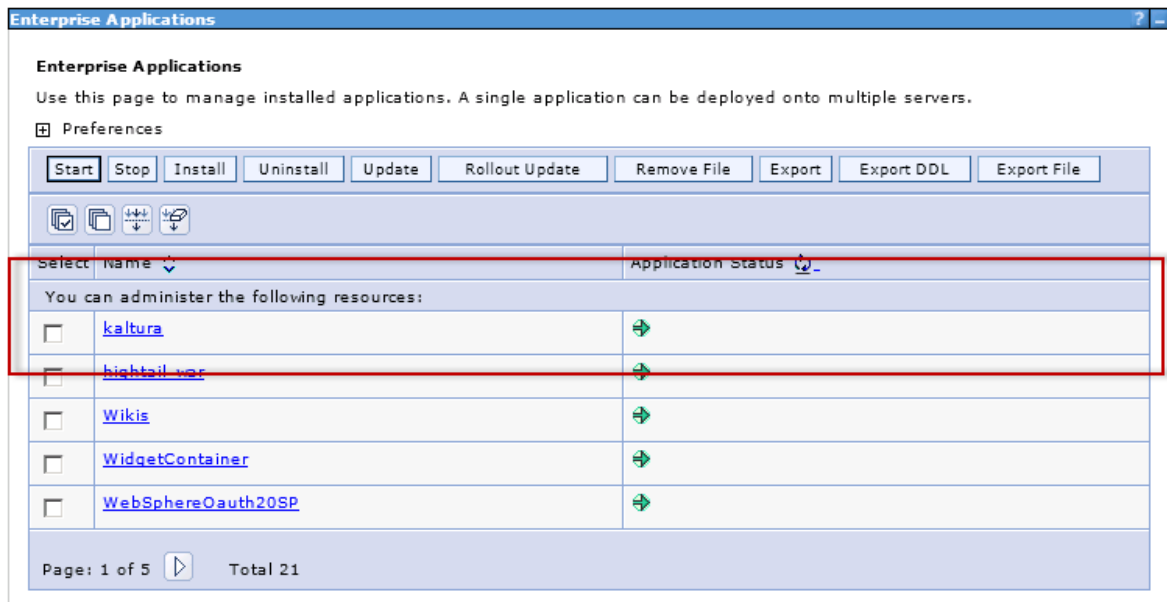 Enterprise Applications ? -
Enterprise Applications
Use this page to manage installed applications. A single application can be deployed onto multiple servers.
Preferences
Start Stop Install Uninstall Update Rollout Update Remove File Export Export DDL Export File
Select Name Application Status
You can administer the following resources:
kaltura
hightail_war
Wikis
WidgetContainer
WebSphereOauth20SP
Page: 1 of 5 Total 21